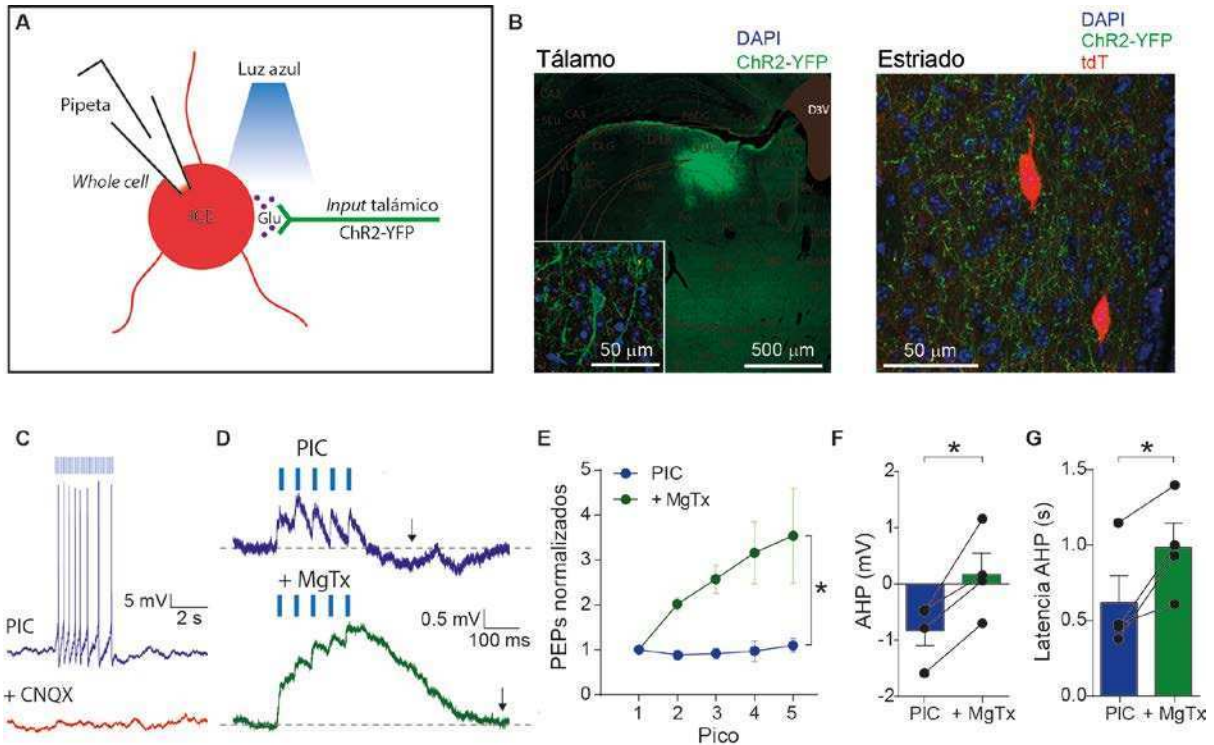 A
Luz azul
Pipeta
Whole cell
Glu
Input talámico
ChR2-YFP
B
DAPI
Tálamo
ChR2-YFP
D3V
50 µm
500 µm
DAPI
ChR2-YFP
Estriado
tdT
50 µm
C
5 mV
2 s
PIC
+ CNQX
D
PIC
+ MgTx
0.5 mV
100 ms
E
PEPs normalizados
PIC
+ MgTx
*
5
4
3
2
1
0
1 2 3 4 5
Pico
F
*
AHP (mV)
2
1
0
-1
-2
PIC + MgTx
G
*
Latencia AHP (s)
1.5
1.0
0.5
0.0
PIC + MgTx